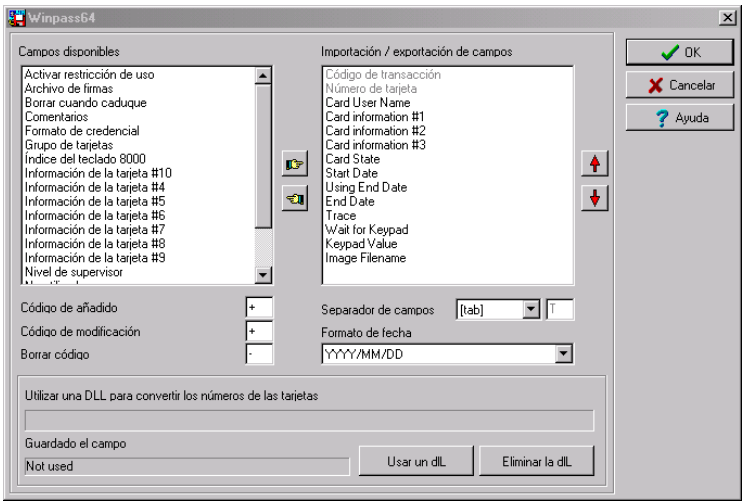 Winpass64
Campos disponibles
Activar restricción de uso
Archivo de firmas
Borrar cuando caduque
Comentarios
Formato de credencial
Grupo de tarjetas
Índice del teclado 8000
Información de la tarjeta #10
Información de la tarjeta #4
Información de la tarjeta #5
Información de la tarjeta #6
Información de la tarjeta #7
Información de la tarjeta #8
Información de la tarjeta #9
Nivel de supervisor
Importación / exportación de campos
Código de transacción
Número de tarjeta
Card User Name
Card information #1
Card information #2
Card information #3
Card State
Start Date
Using End Date
End Date
Trace
Wait for Keypad
Keypad Value
Image Filename
OK
Cancelar
? Ayuda
Código de añadido +
Código de modificación +
Borrar código -
Separador de campos [tab] T
Formato de fecha
YYYY/MM/DD
Utilizar una DLL para convertir los números de las tarjetas
Guardado el campo
Not used
Usar un dlL
Eliminar la dlL